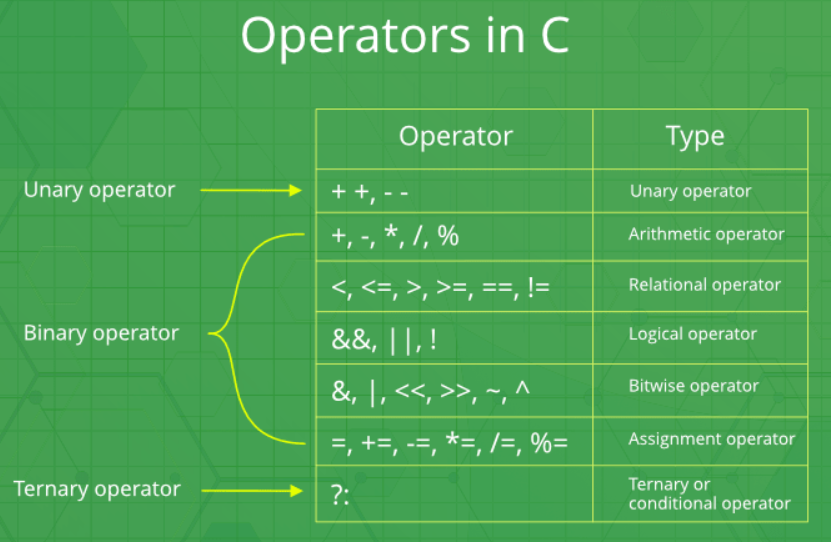 Operators in C
Operator Type
Unary operator + +, - - Unary operator
+, -, *, /, % Arithmetic operator
<, <=, >, >=, ==, != Relational operator
Binary operator &&, ||, ! Logical operator
&, |, <<, >>, ~, ^ Bitwise operator
=, +=, -=, *=, /=, %= Assignment operator
Ternary operator ?: Ternary or
conditional operator